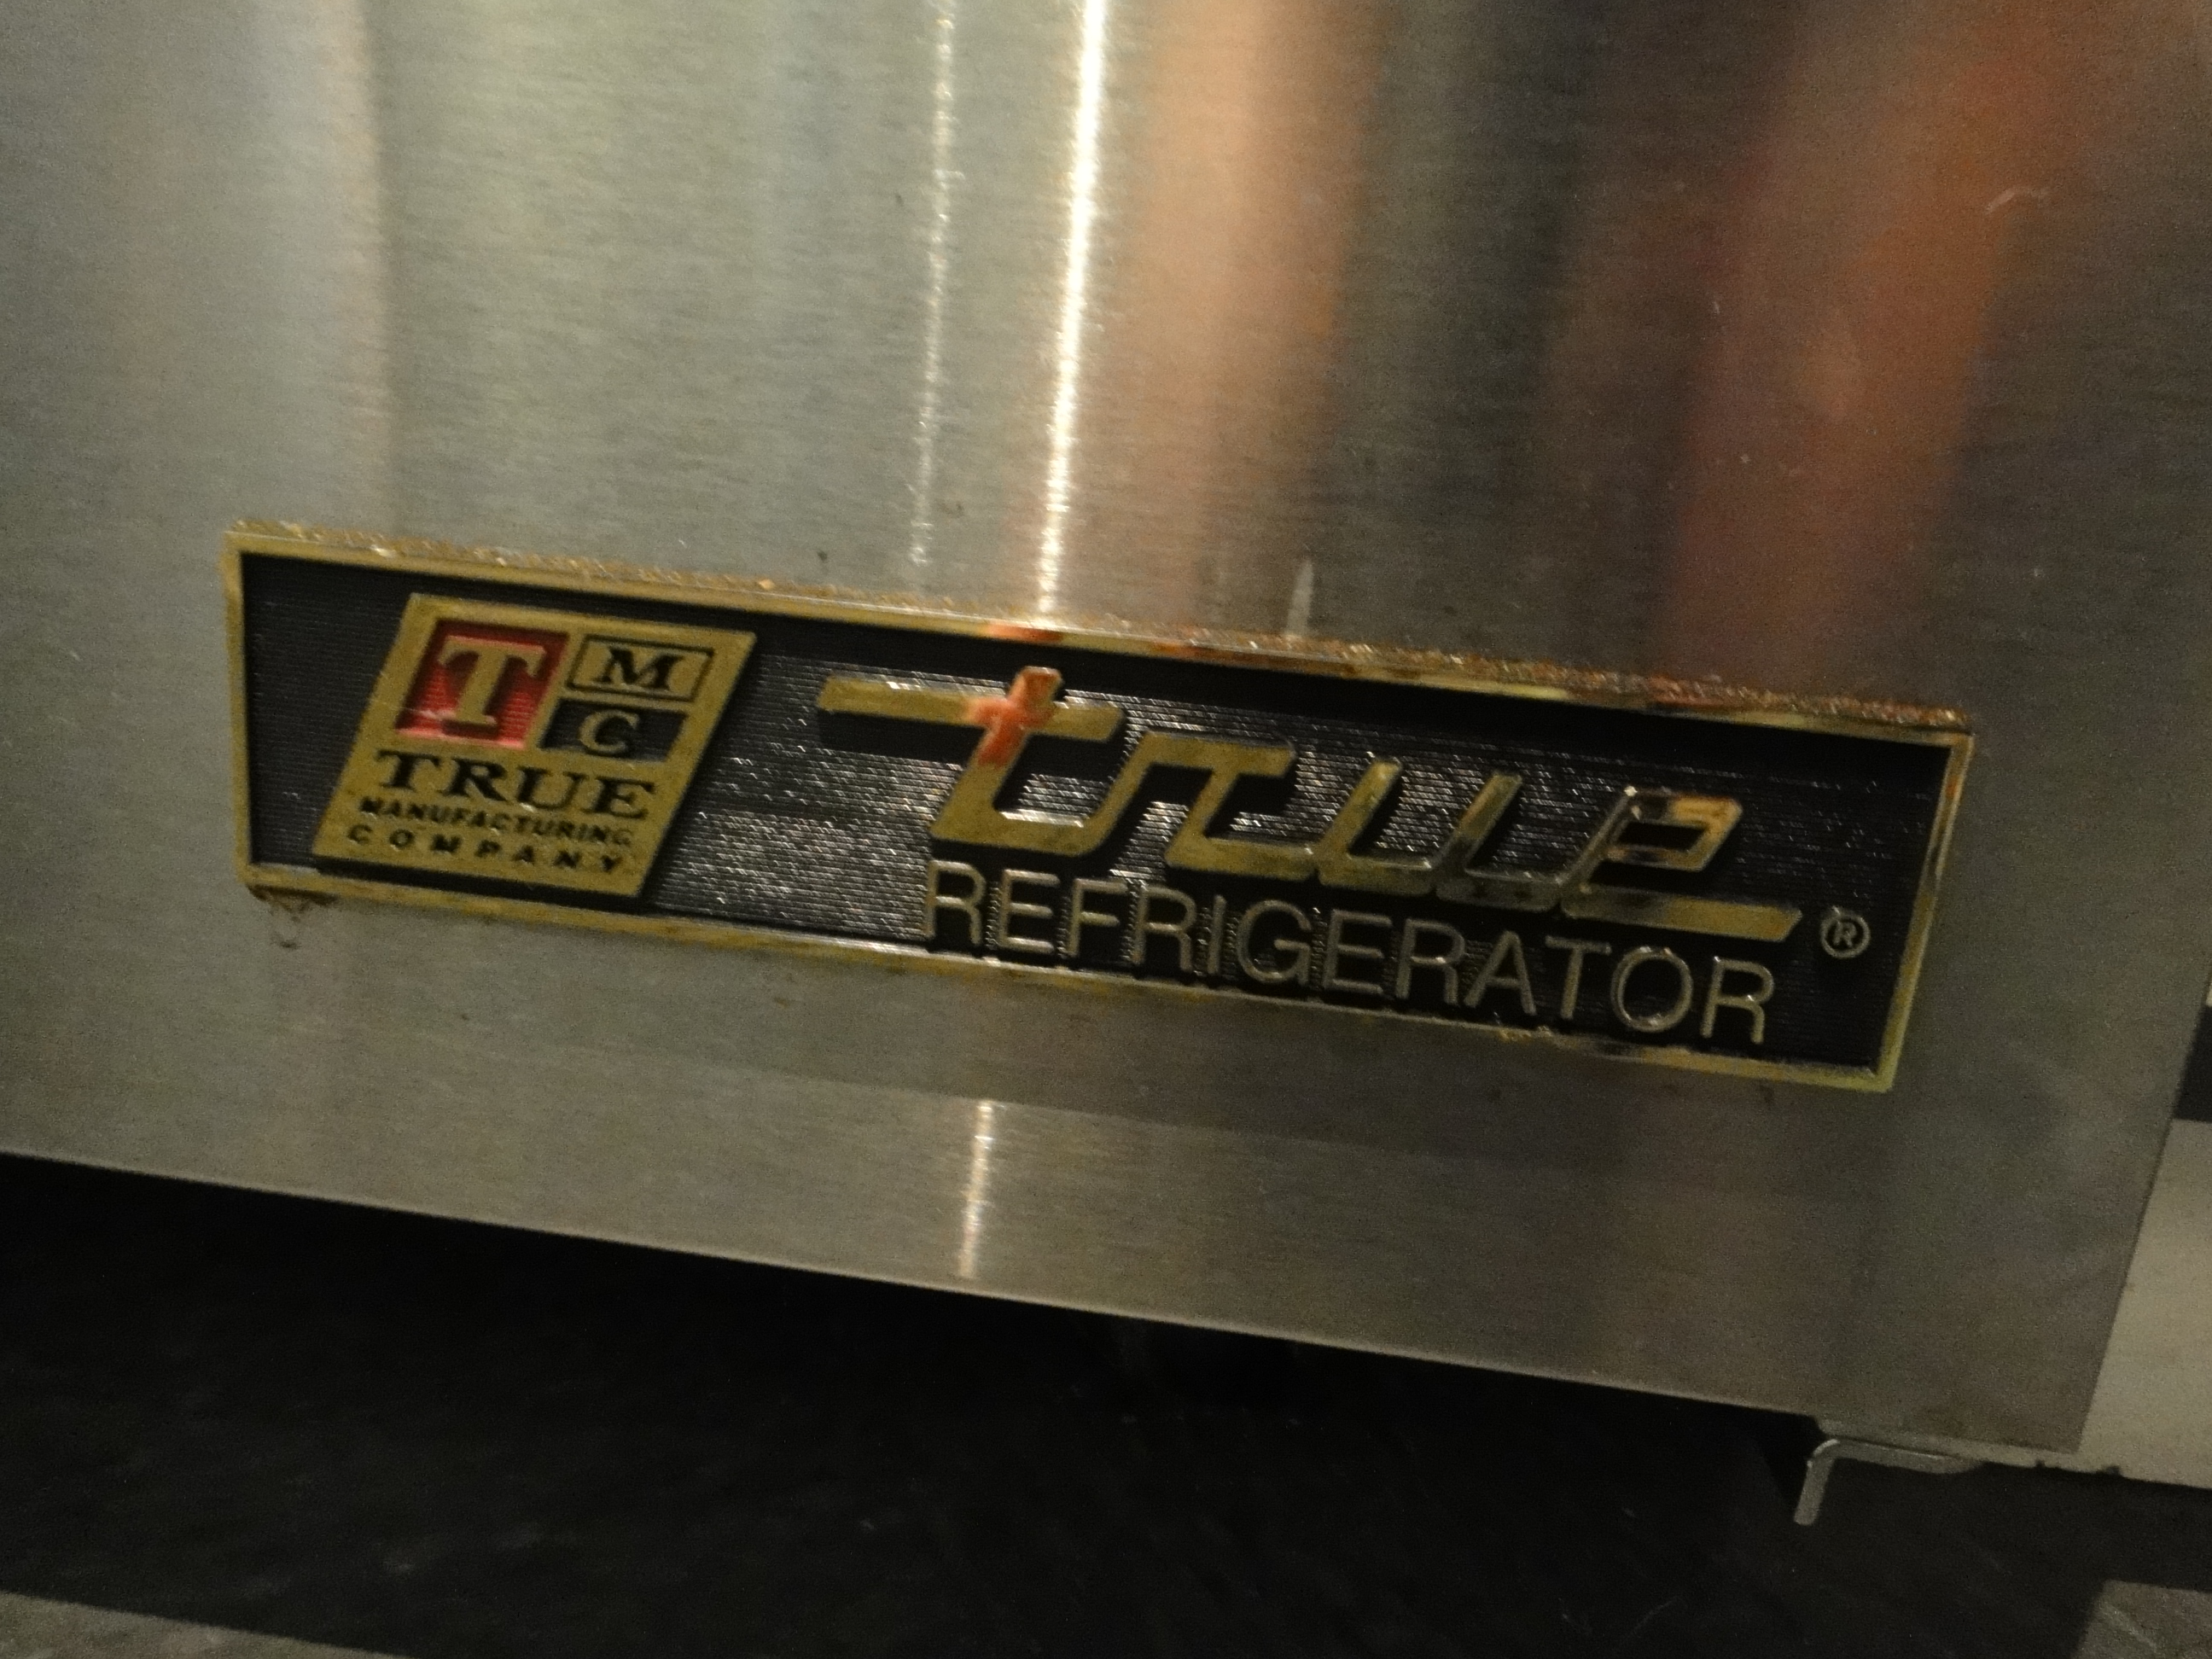 T M
C
TRUE
MANUFACTURING
COMPANY
true
REFRIGERATOR ®